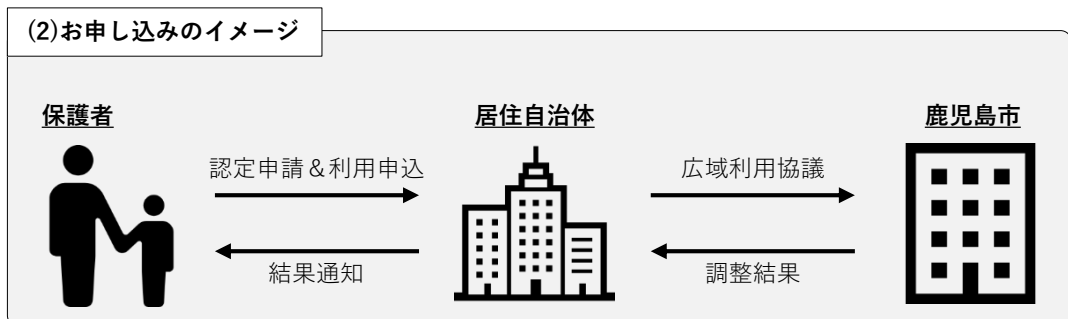 (2)お申し込みのイメージ
保護者
居住自治体
鹿児島市
認定申請＆利用申込
広域利用協議
結果通知
調整結果